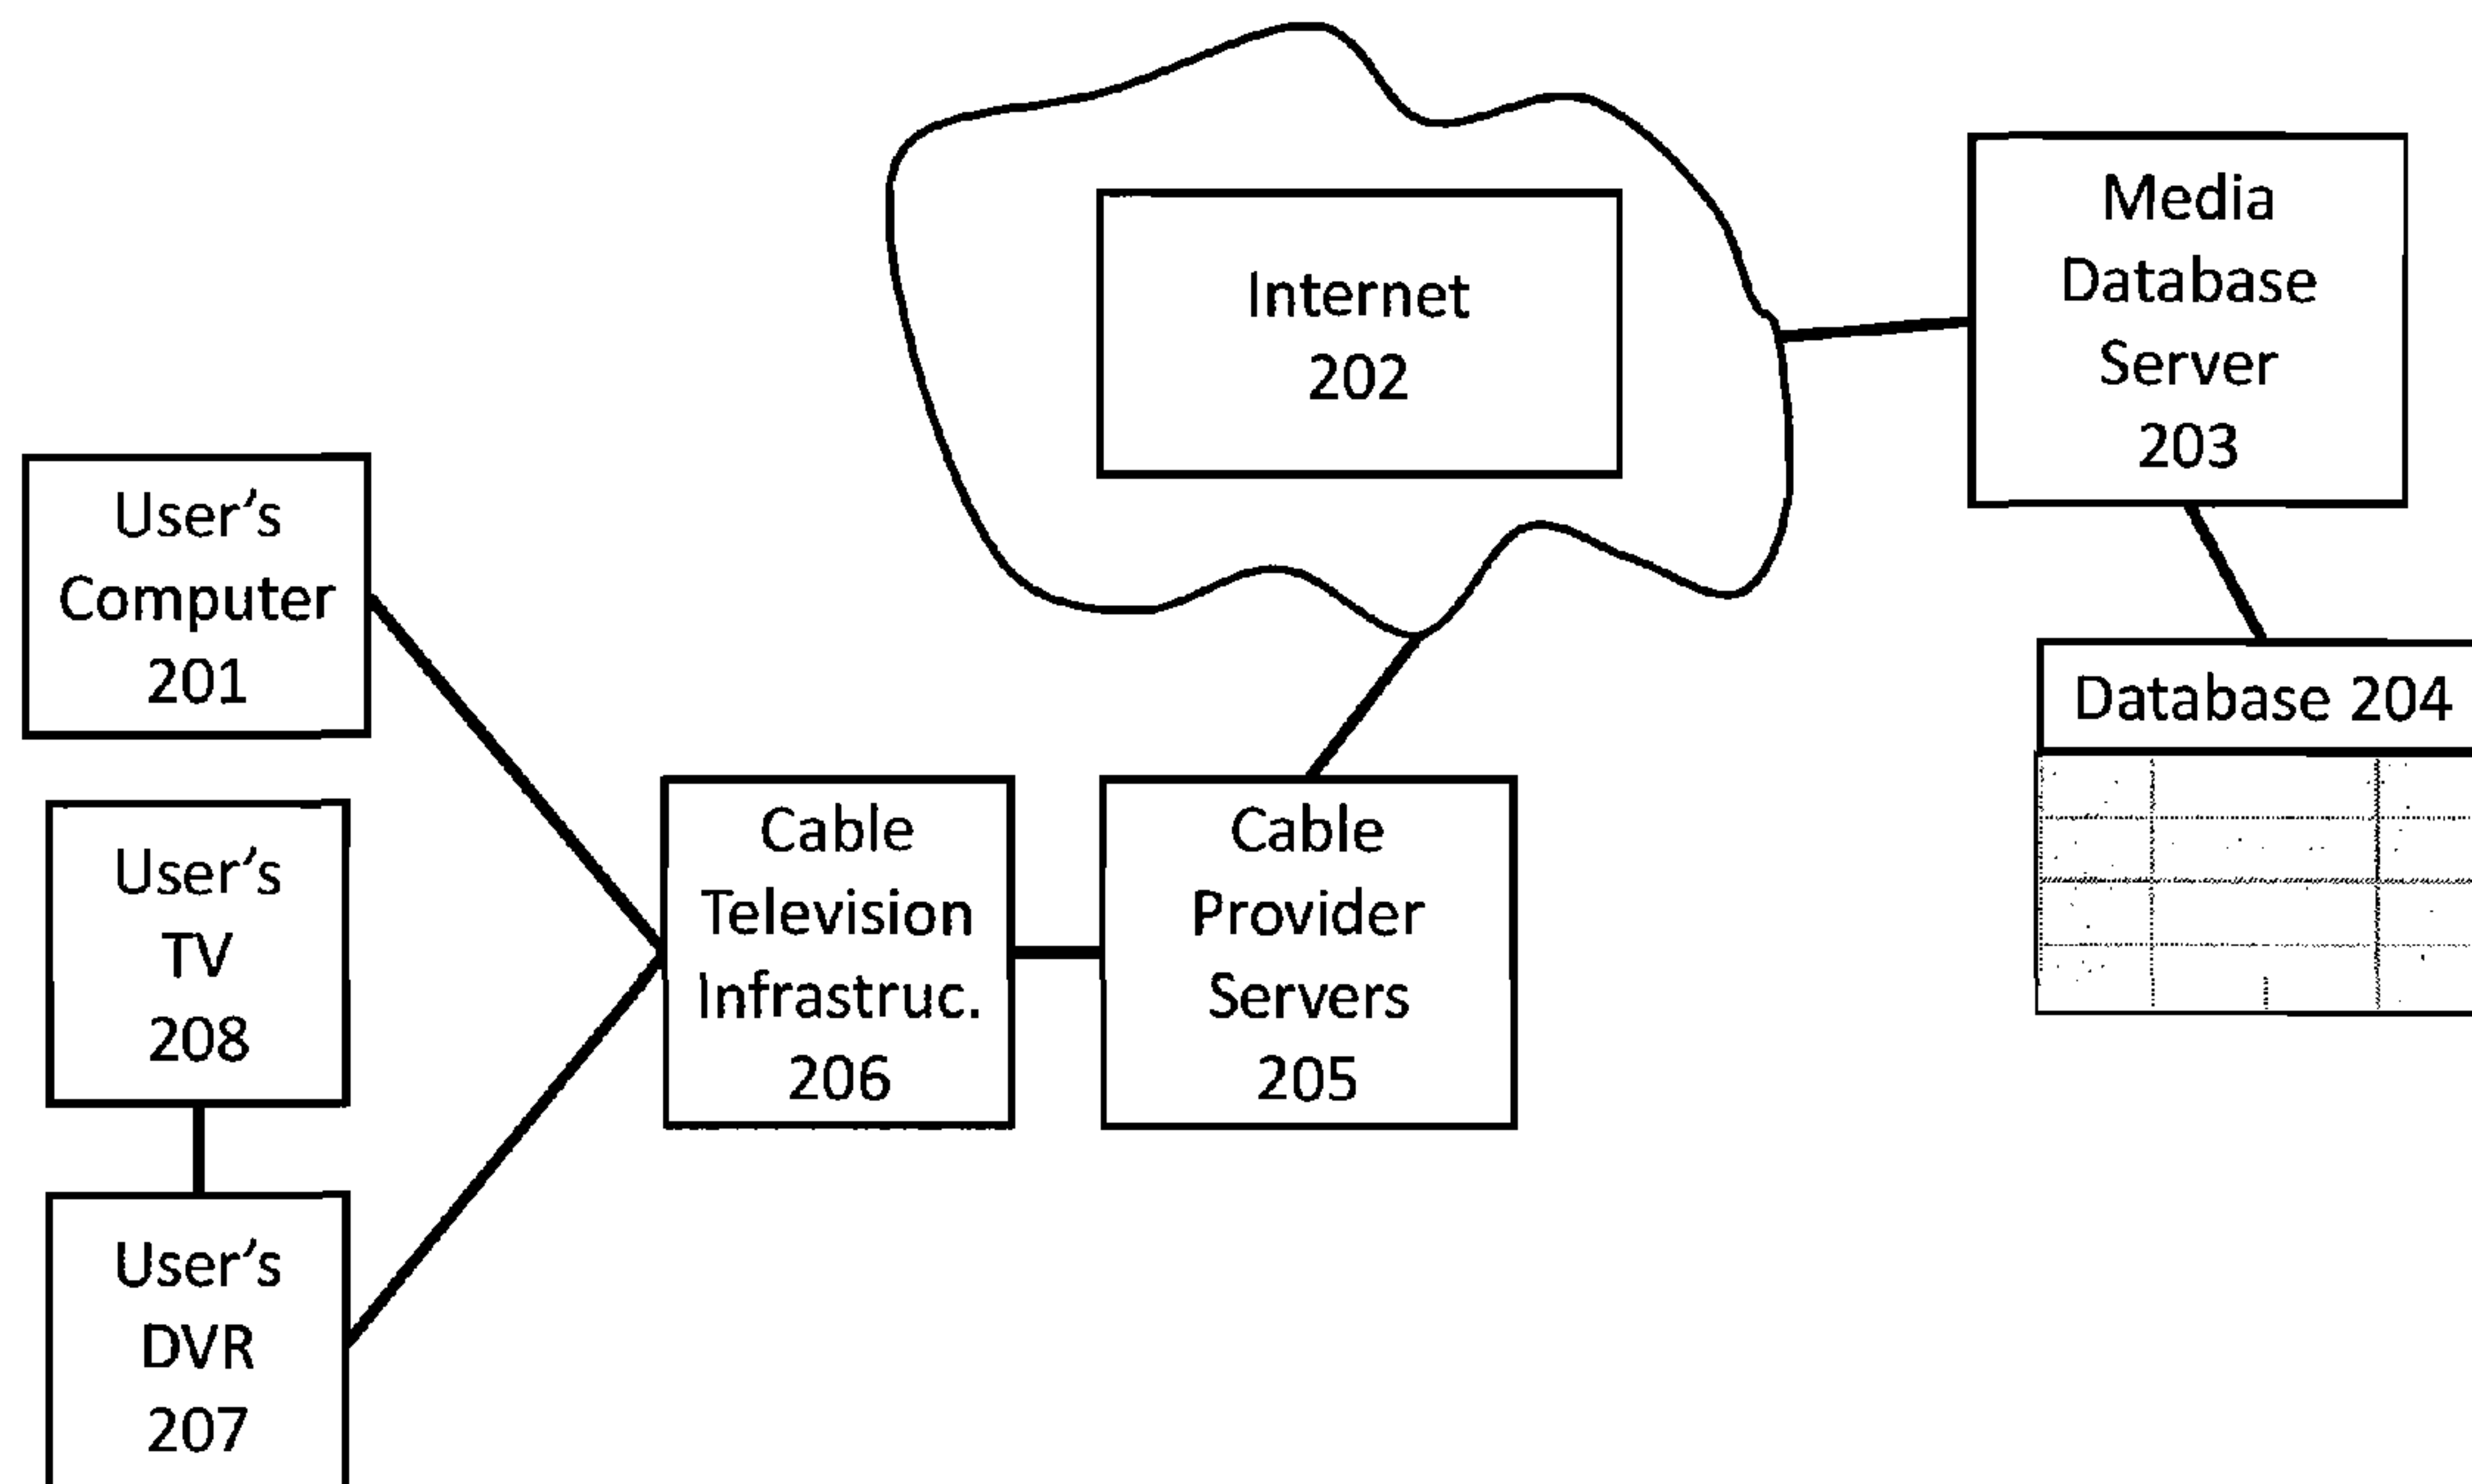 Internet
202
Media
Database
Server
203
User's
Computer
201
Database 204
User's
TV
208
Cable
Television
Infrastruc.
206
Cable
Provider
Servers
205
User's
DVR
207